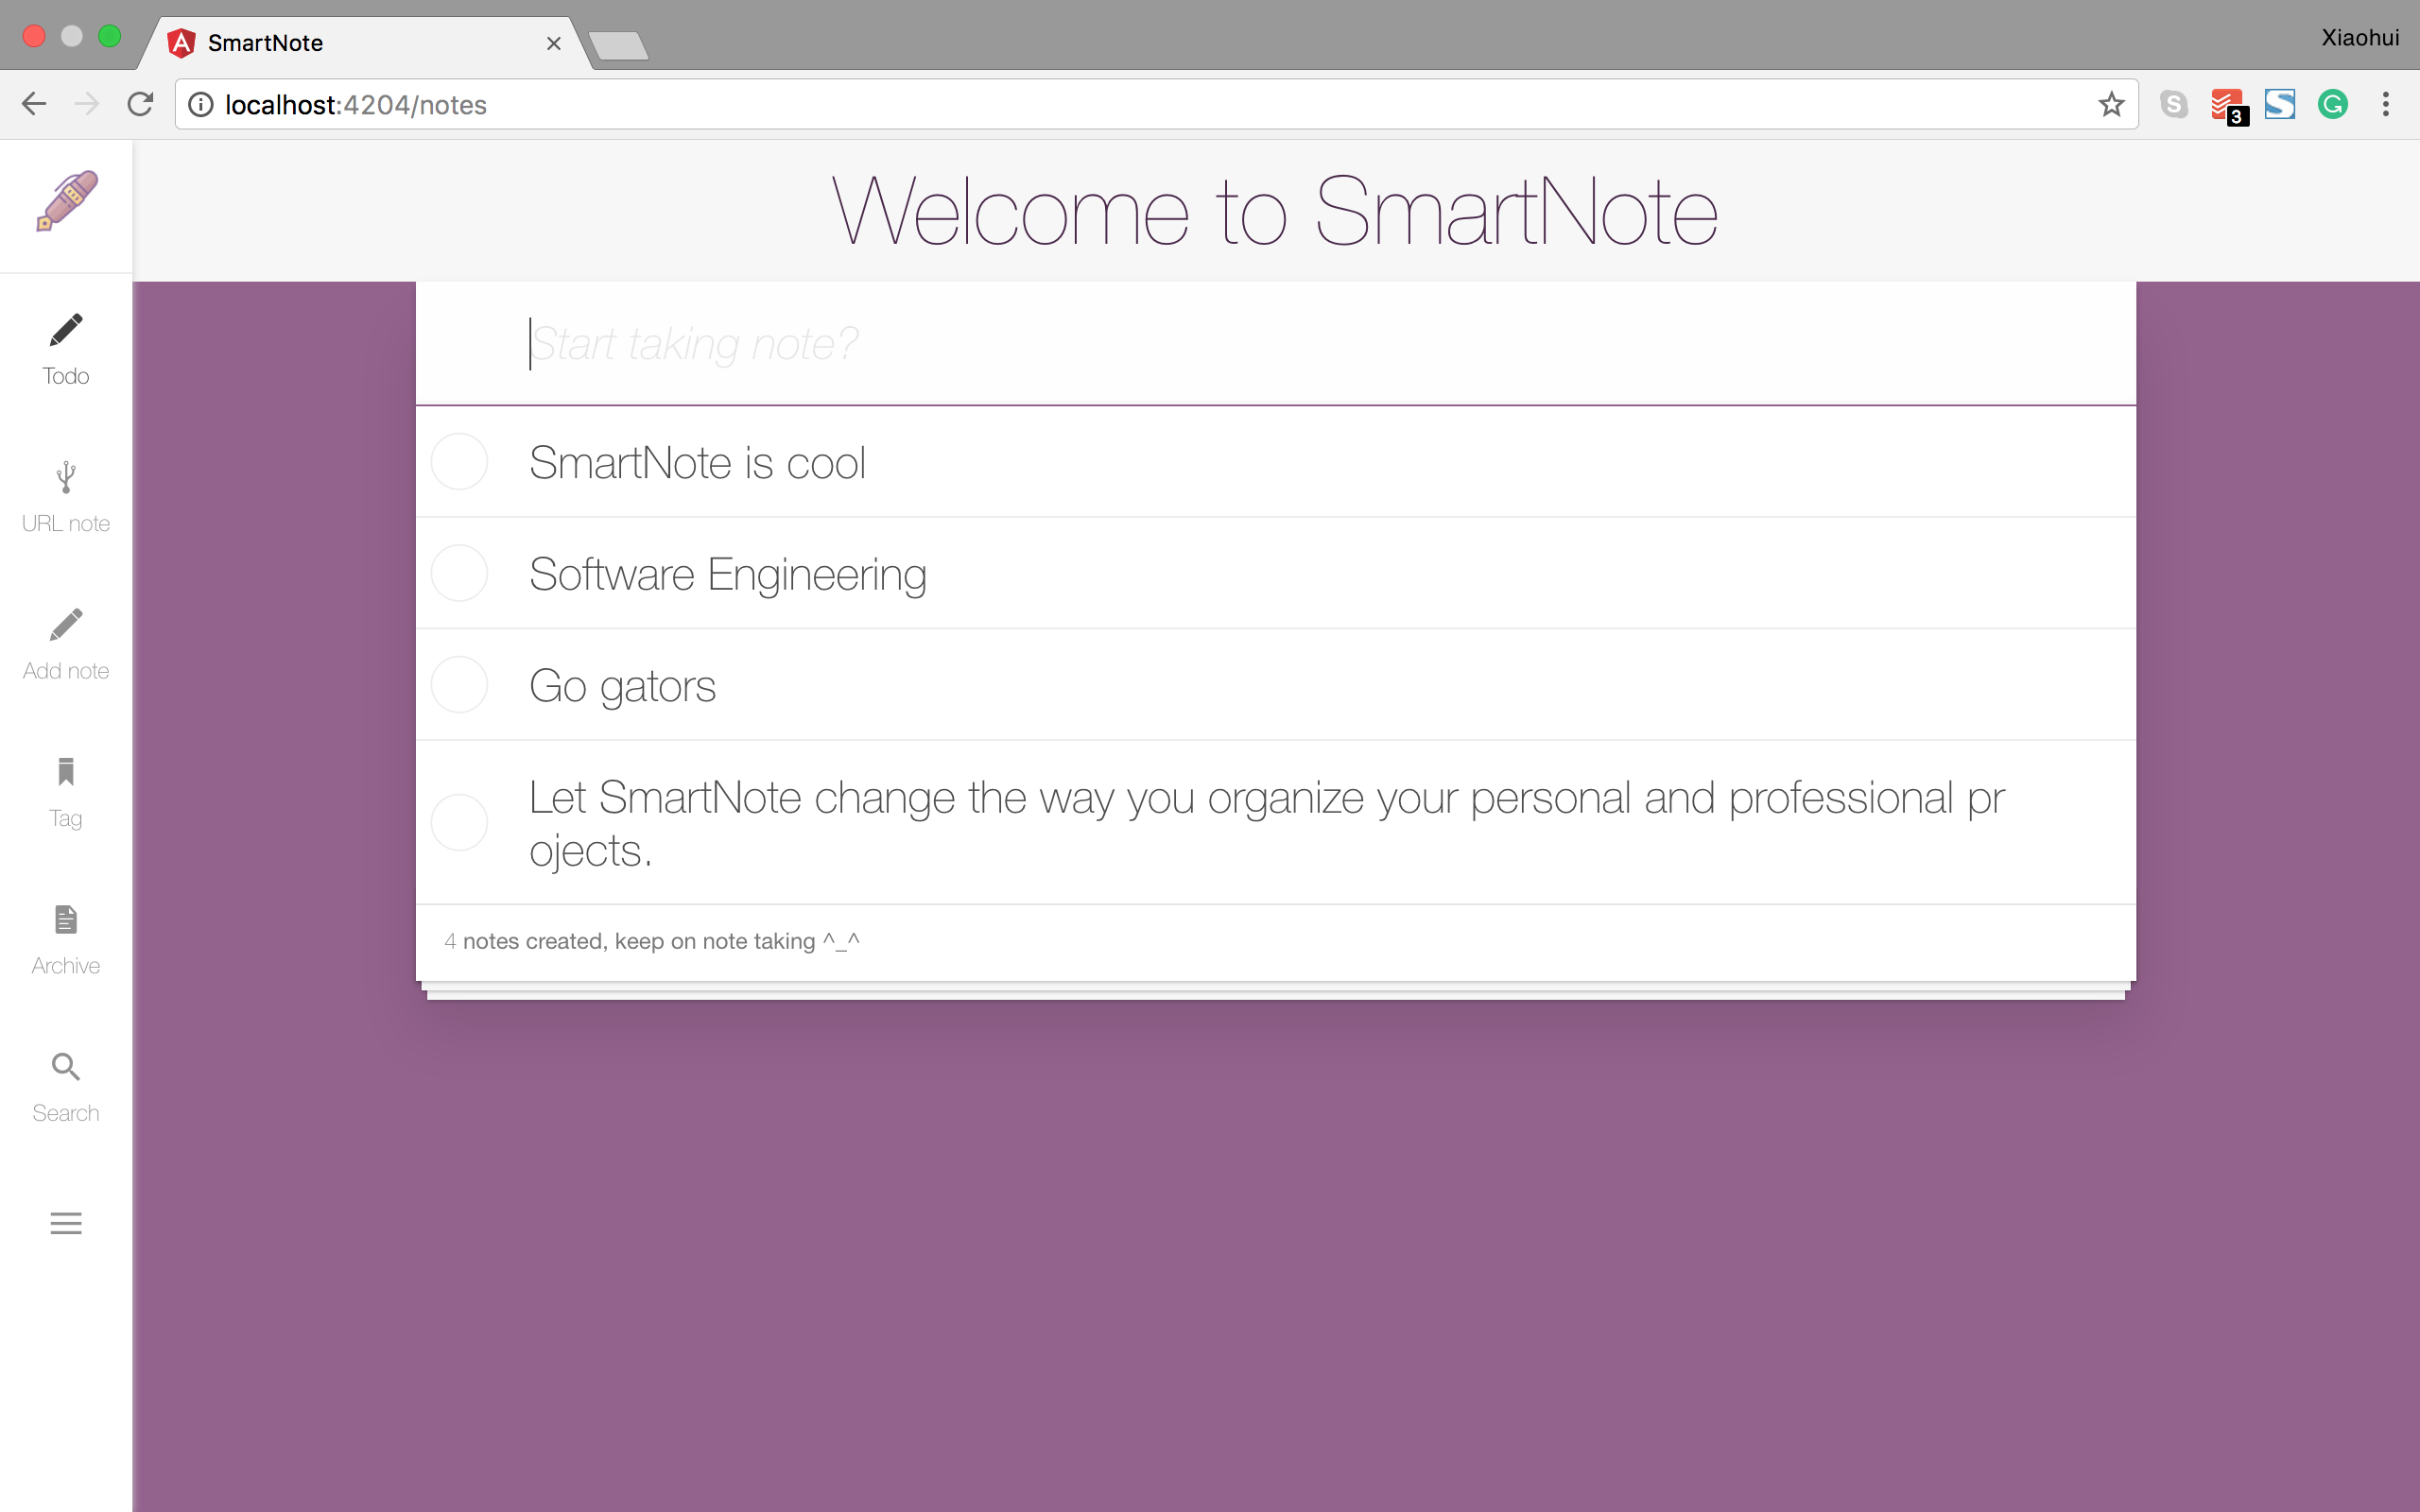 SmartNote
Xiaohui
localhost:4204/notes
3
Welcome to SmartNote
Todo
URL note
Add note
Tag
Archive
Search
Start taking note?
SmartNote is cool
Software Engineering
Go gators
Let SmartNote change the way you organize your personal and professional pr
ojects.
4 notes created, keep on note taking ^_^